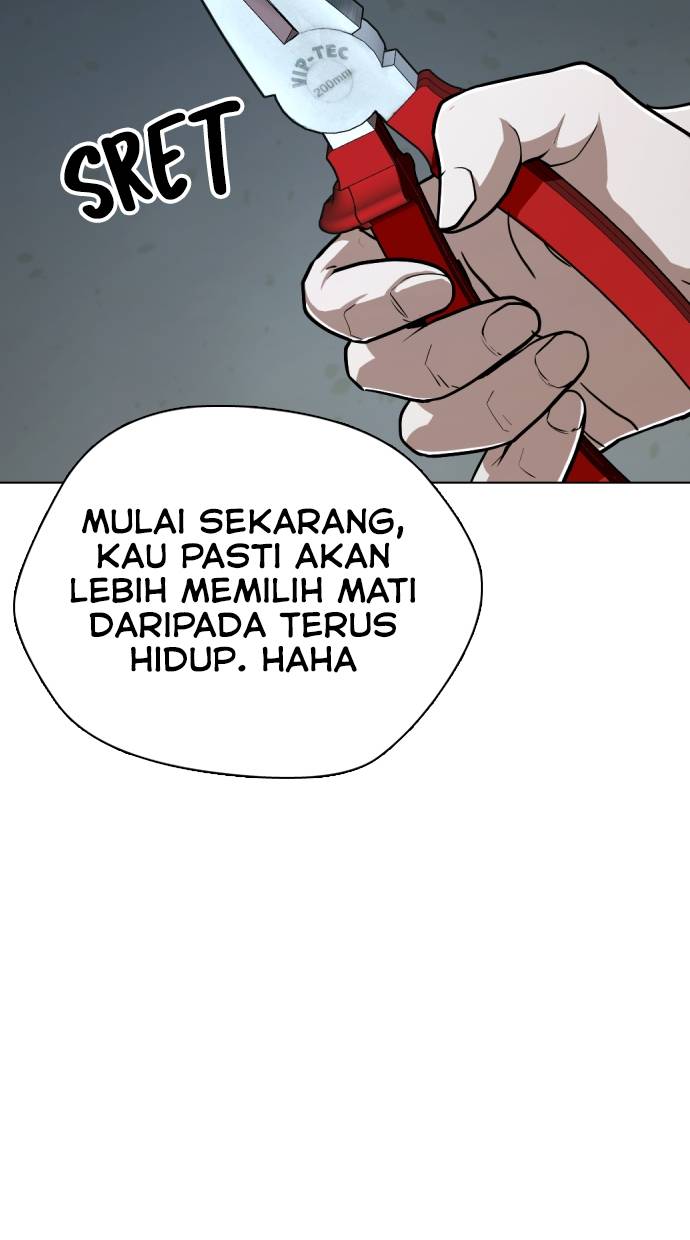 VIP-TEC
200mm
SRET
MULAI SEKARANG,
KAU PASTI AKAN
LEBIH MEMILIH MATI
DARIPADA TERUS
HIDUP. HAHA